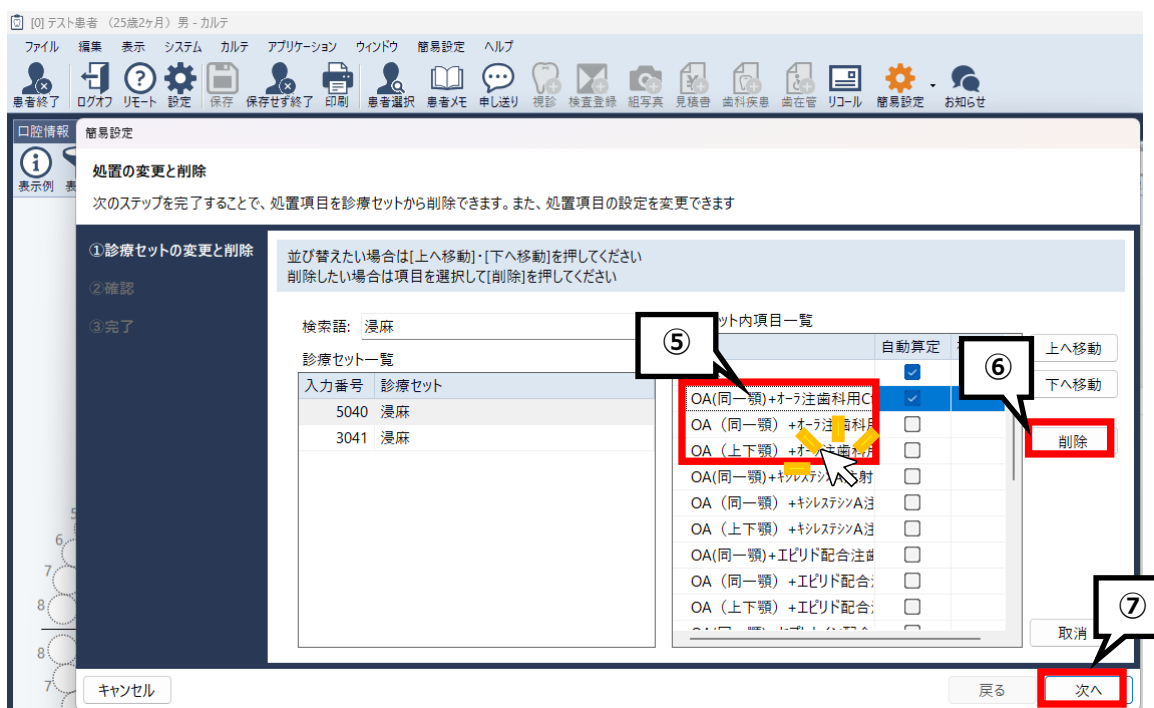 [0] テスト患者 （25歳2ヶ月）男 - カルテ
ファイル 編集 表示 システム カルテ アプリケーション ウィンドウ 簡易設定 ヘルプ
患者終了 ログオフ リモート 設定 保存 保存せず終了 印刷 患者選択 患者メモ 申し送り 視診 検査登録 組写真 見積書 歯科疾患 歯在管 リコール 簡易設定 お知らせ
口腔情報
簡易設定
表示例
処置の変更と削除
次のステップを完了することで、処置項目を診療セットから削除できます。また、処置項目の設定を変更できます
①診療セットの変更と削除
②確認
③完了
並び替えたい場合は[上へ移動]・[下へ移動]を押してください
削除したい場合は項目を選択して[削除]を押してください
検索語: 浸麻
診療セット一覧
入力番号 診療セット
5040 浸麻
3041 浸麻
⑤
ット内項目一覧
自動算定
OA(同一顎)+オーラ注歯科用C
OA（同一顎）+オーラ注歯科用
OA（上下顎）+オーラ注歯科用
OA(同一顎)+キシレステシンA注射
OA（同一顎）+キシレステシンA注
OA（上下顎）+キシレステシンA注
OA(同一顎)+エピリド配合注歯
OA（同一顎）+エピリド配合
OA（上下顎）+エピリド配合
⑥
上へ移動
下へ移動
削除
取消
⑦
キャンセル
戻る
次へ
6
7
8
8
7